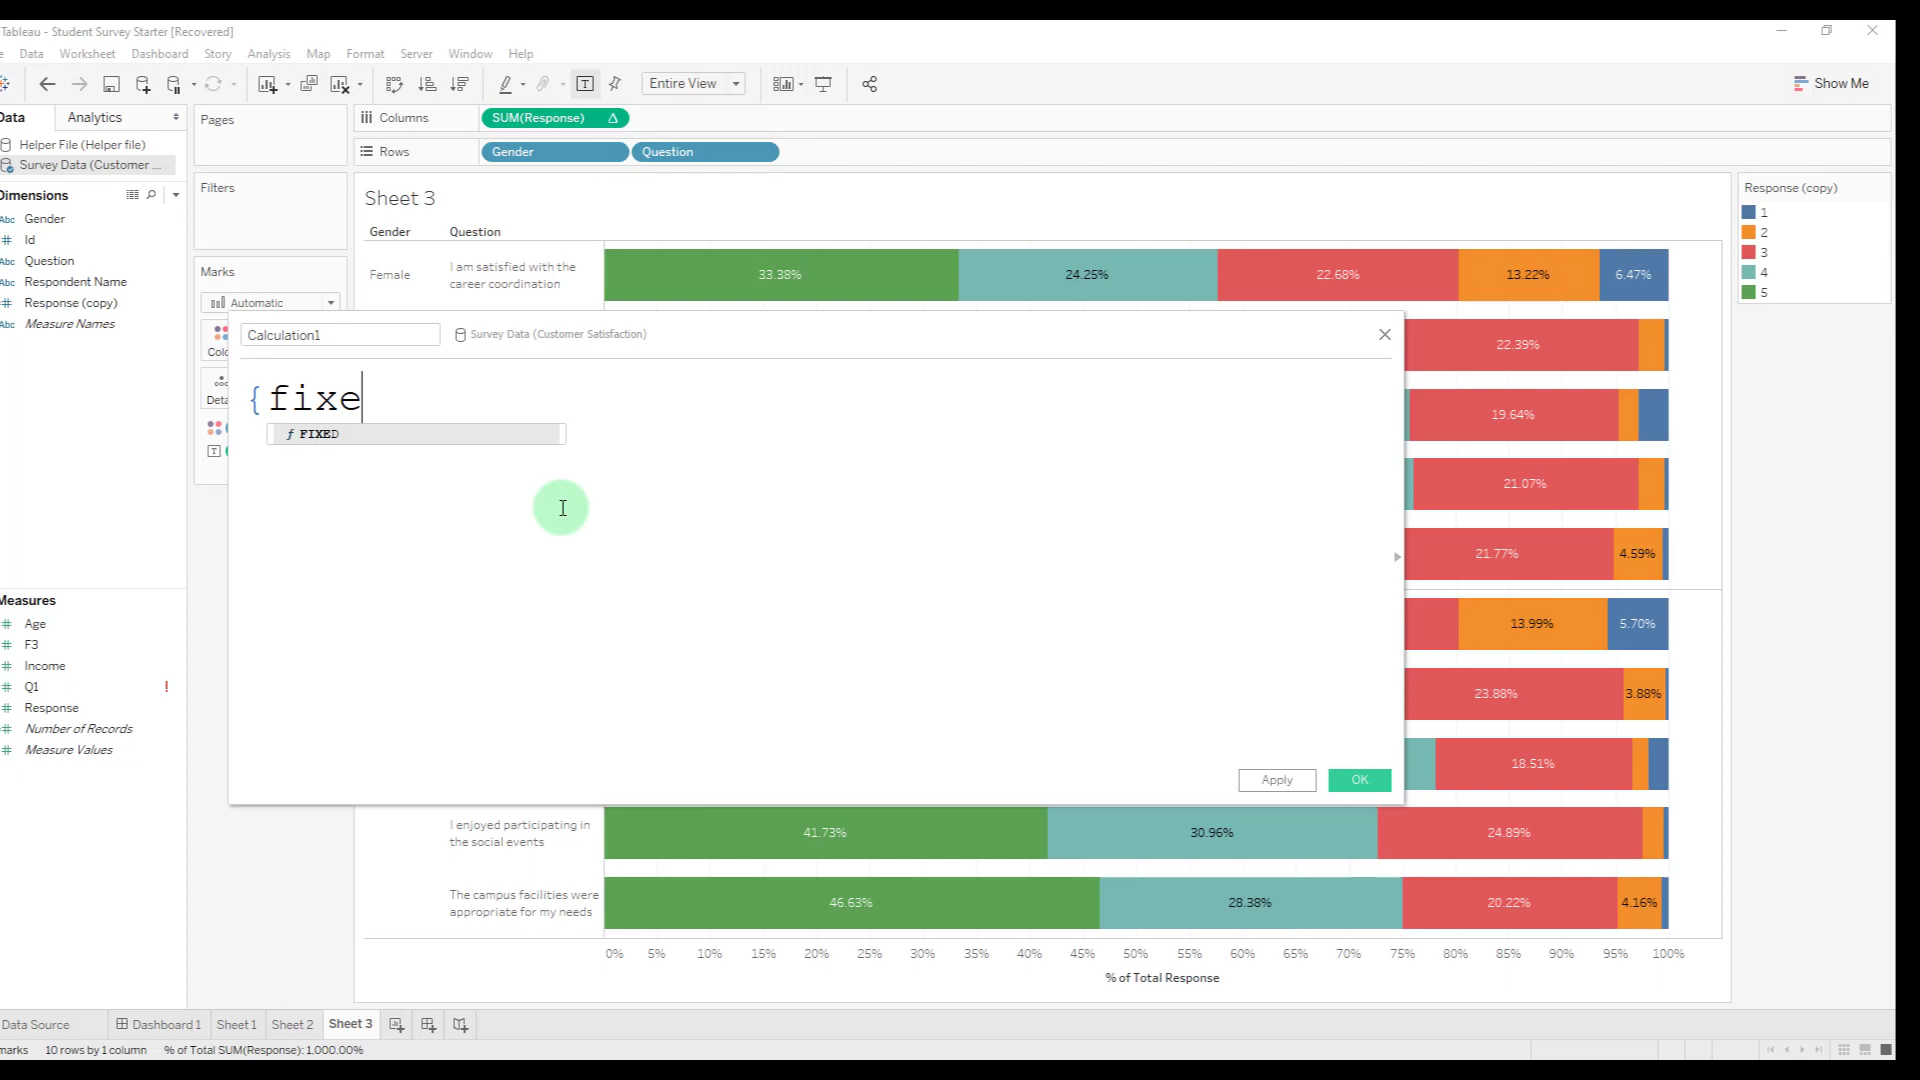 Tableau - Student Survey Starter [Recovered]
Data Worksheet Dashboard Story Analysis Map Format Server Window Help
Entire View
Show Me
Data Analytics
Pages
Columns SUM(Response) Δ
Helper File (Helper file)
Survey Data (Customer ...
Rows Gender Question
Filters
Dimensions
Abc Gender
# Id
Abc Question
Abc Respondent Name
# Response (copy)
Abc Measure Names
Marks
Automatic
Sheet 3
Response (copy)
1
2
3
4
5
Gender Question
Female
I am satisfied with the
career coordination
33.38% 24.25% 22.68% 13.22% 6.47%
Calculation1 Survey Data (Customer Satisfaction)
{fixe
f FIXED
22.39%
19.64%
21.07%
21.77% 4.59%
13.99% 5.70%
23.88% 3.88%
18.51%
Apply OK
Measures
# Age
# F3
# Income
# Q1 !
# Response
# Number of Records
# Measure Values
I enjoyed participating in
the social events
41.73% 30.96% 24.89%
The campus facilities were
appropriate for my needs
46.63% 28.38% 20.22% 4.16%
0% 5% 10% 15% 20% 25% 30% 35% 40% 45% 50% 55% 60% 65% 70% 75% 80% 85% 90% 95% 100%
% of Total Response
Data Source Dashboard 1 Sheet 1 Sheet 2 Sheet 3
marks 10 rows by 1 column % of Total SUM(Response): 1,000.00%